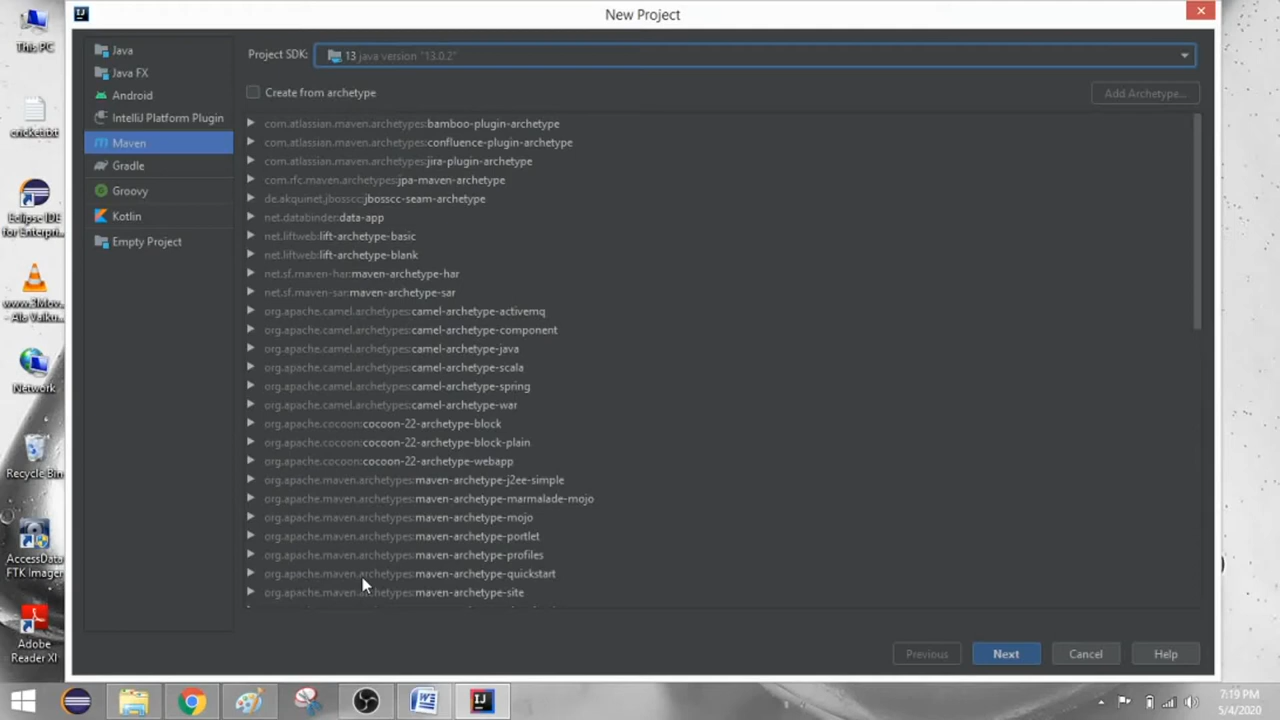 New Project
This PC
cricket.txt
Eclipse IDE
for Enterpri...
www.3Mov...
Network
Recycle Bin
AccessData
FTK Imager
Adobe
Reader XI
Java
Java FX
Android
IntelliJ Platform Plugin
Maven
Gradle
Groovy
Kotlin
Empty Project
Project SDK: 13 java version "13.0.2"
Create from archetype
Add Archetype...
com.atlassian.maven.archetypes:bamboo-plugin-archetype
com.atlassian.maven.archetypes:confluence-plugin-archetype
com.atlassian.maven.archetypes:jira-plugin-archetype
com.rfc.maven.archetypes:jpa-maven-archetype
de.akquinet.jbosscc:jbosscc-seam-archetype
net.databinder:data-app
net.liftweb:lift-archetype-basic
net.liftweb:lift-archetype-blank
net.sf.maven-har:maven-archetype-har
net.sf.maven-sar:maven-archetype-sar
org.apache.camel.archetypes:camel-archetype-activemq
org.apache.camel.archetypes:camel-archetype-component
org.apache.camel.archetypes:camel-archetype-java
org.apache.camel.archetypes:camel-archetype-scala
org.apache.camel.archetypes:camel-archetype-spring
org.apache.camel.archetypes:camel-archetype-war
org.apache.cocoon:cocoon-22-archetype-block
org.apache.cocoon:cocoon-22-archetype-block-plain
org.apache.cocoon:cocoon-22-archetype-webapp
org.apache.maven.archetypes:maven-archetype-j2ee-simple
org.apache.maven.archetypes:maven-archetype-marmalade-mojo
org.apache.maven.archetypes:maven-archetype-mojo
org.apache.maven.archetypes:maven-archetype-portlet
org.apache.maven.archetypes:maven-archetype-profiles
org.apache.maven.archetypes:maven-archetype-quickstart
org.apache.maven.archetypes:maven-archetype-site
Previous
Next
Cancel
Help
7:19 PM
5/4/2020